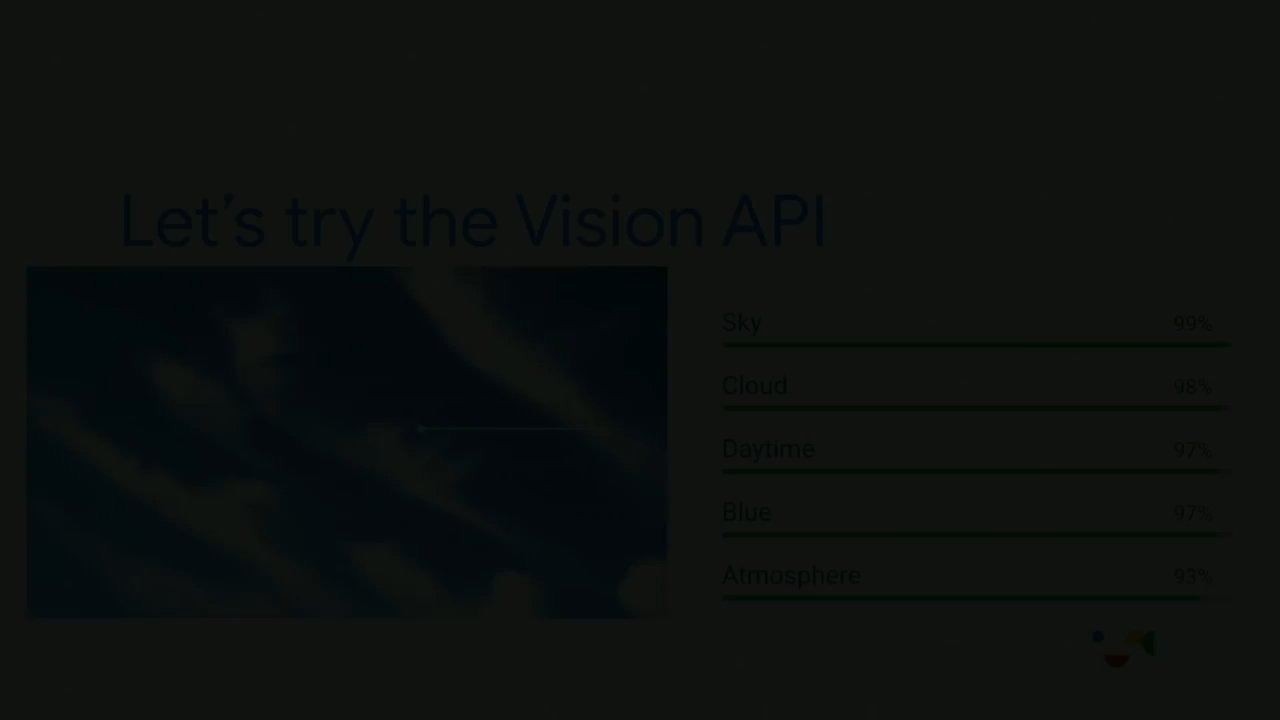 Let's try the Vision API
Sky 99%
Cloud 98%
Daytime 97%
Blue 97%
Atmosphere 93%